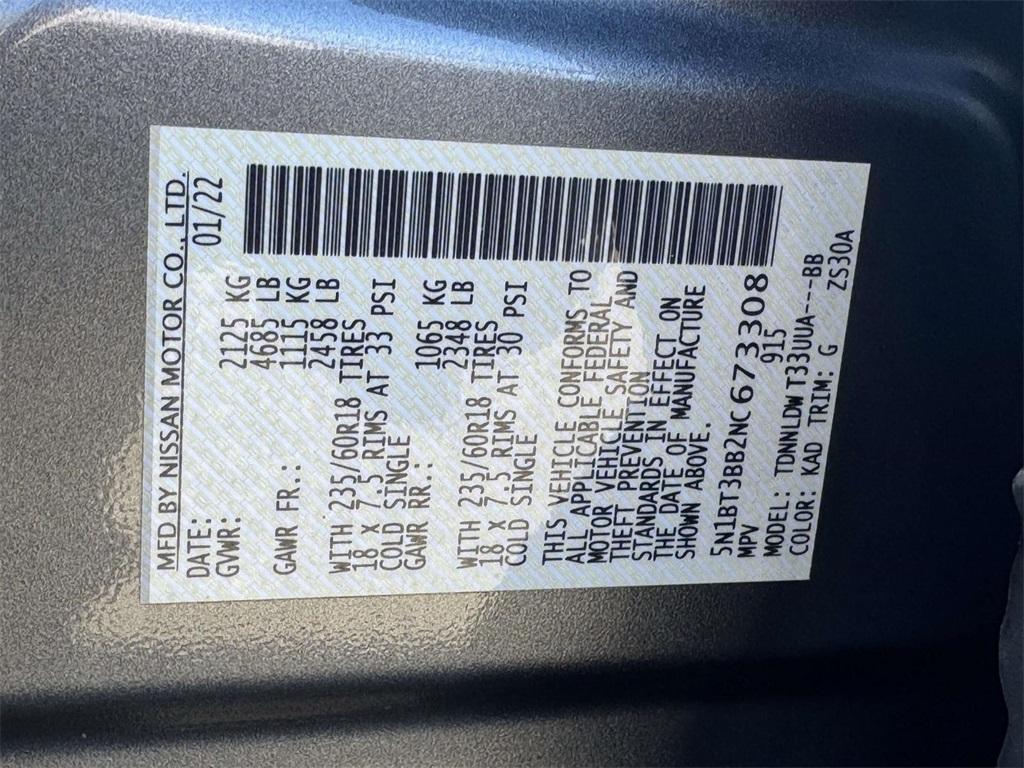 MFD BY NISSAN MOTOR CO., LTD.
DATE: 01/22
GVWR: 2125 KG
4685 LB
GAWR FR.: 1115 KG
2458 LB
WITH 235/60R18 TIRES
18 X 7.5 RIMS AT 33 PSI
COLD SINGLE
GAWR RR.: 1065 KG
2348 LB
WITH 235/60R18 TIRES
18 X 7.5 RIMS AT 30 PSI
COLD SINGLE
THIS VEHICLE CONFORMS TO
ALL APPLICABLE FEDERAL
MOTOR VEHICLE SAFETY AND
THEFT PREVENTION
STANDARDS IN EFFECT ON
THE DATE OF MANUFACTURE
SHOWN ABOVE.
5N1BT3BB2NC673308
MPV 915
MODEL: TDNNLDW T33UUA---BB
COLOR: KAD TRIM: G ZS30A